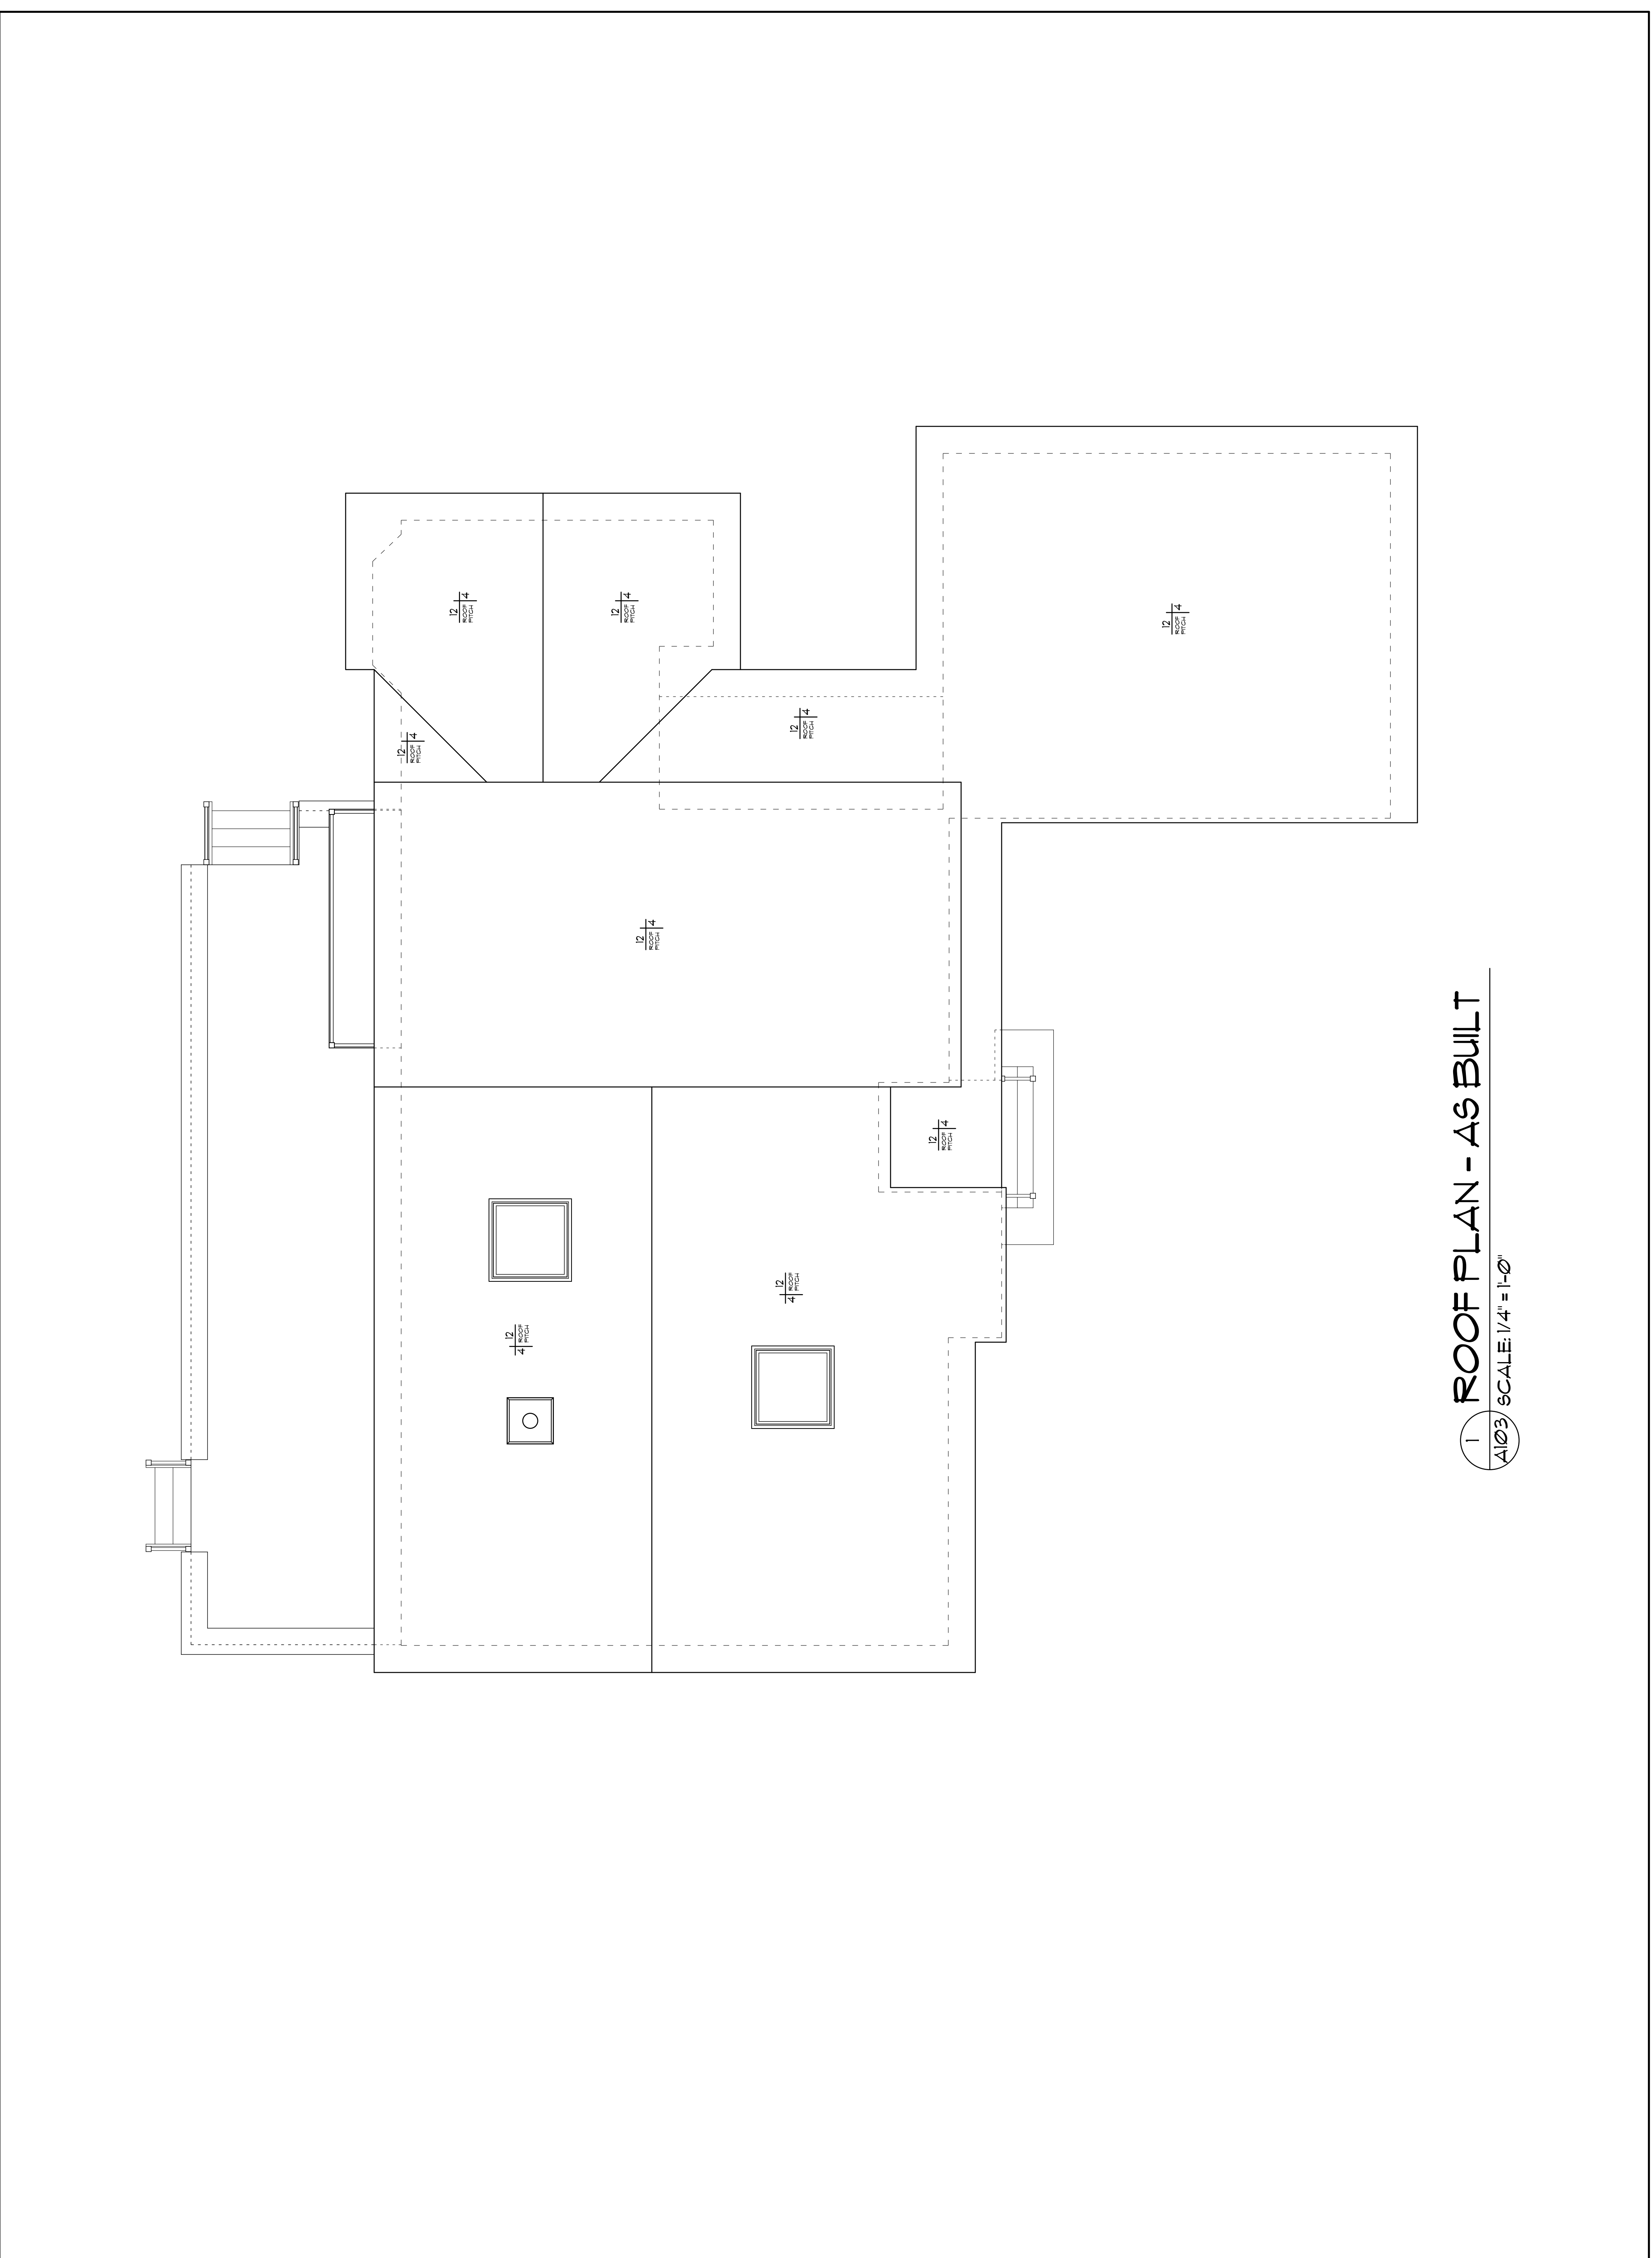 12
4
ROOF
PITCH
12
4
ROOF
PITCH
12
4
ROOF
PITCH
12
4
ROOF
PITCH
12
4
ROOF
PITCH
12
4
ROOF
PITCH
12
4
ROOF
PITCH
12
4
ROOF
PITCH
12
4
ROOF
PITCH
1
ROOF PLAN - AS BUILT
A103
SCALE: 1/4" = 1'-0"